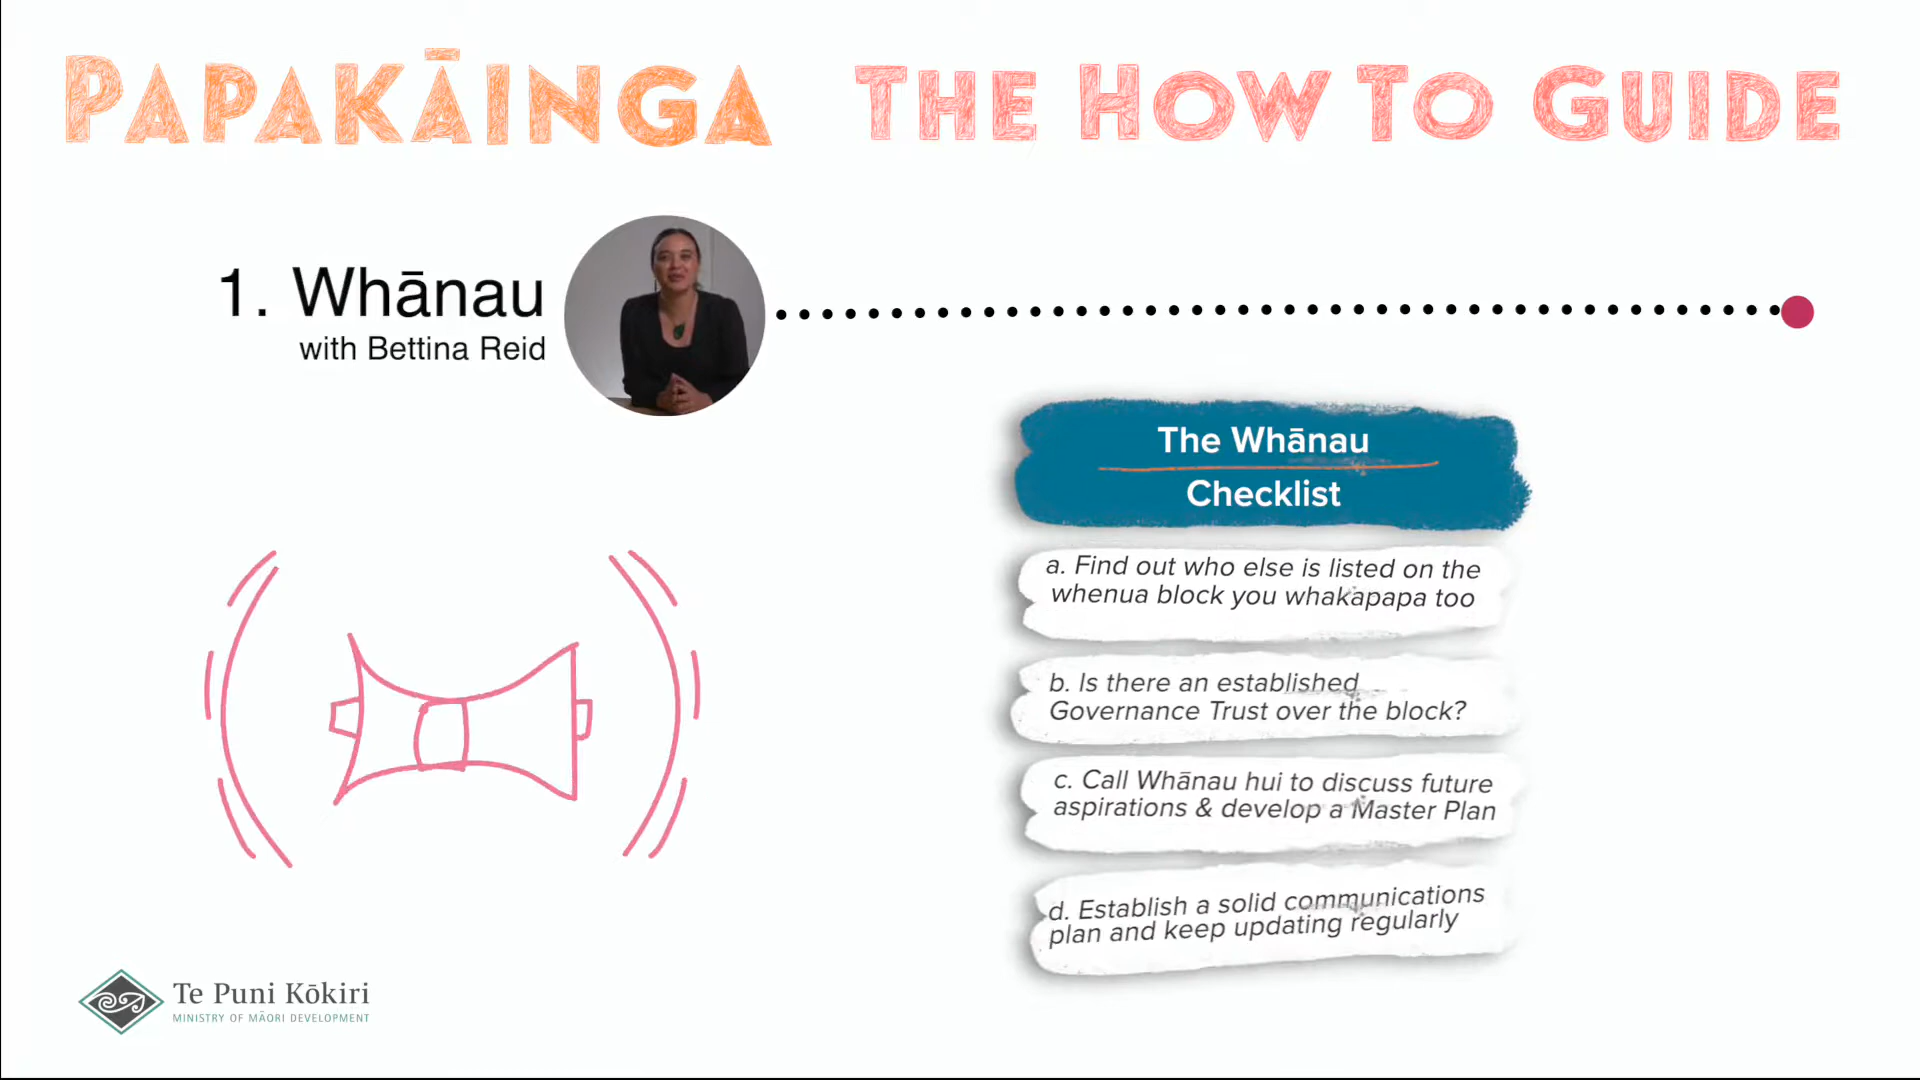 PAPAKĀINGA THE HOW TO GUIDE
1. Whānau
with Bettina Reid
The Whānau
Checklist
a. Find out who else is listed on the
whenua block you whakapapa too
b. Is there an established
Governance Trust over the block?
c. Call Whānau hui to discuss future
aspirations & develop a Master Plan
d. Establish a solid communications
plan and keep updating regularly
Te Puni Kōkiri
MINISTRY OF MĀORI DEVELOPMENT